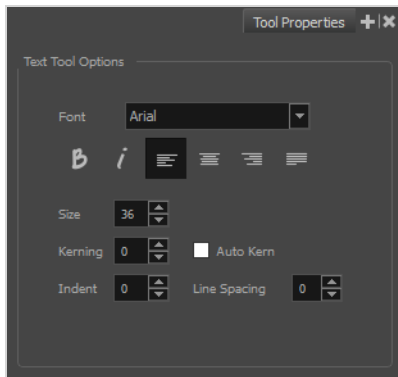 Tool Properties
Text Tool Options
Font Arial
B i
Size 36
Kerning 0 Auto Kern
Indent 0 Line Spacing 0